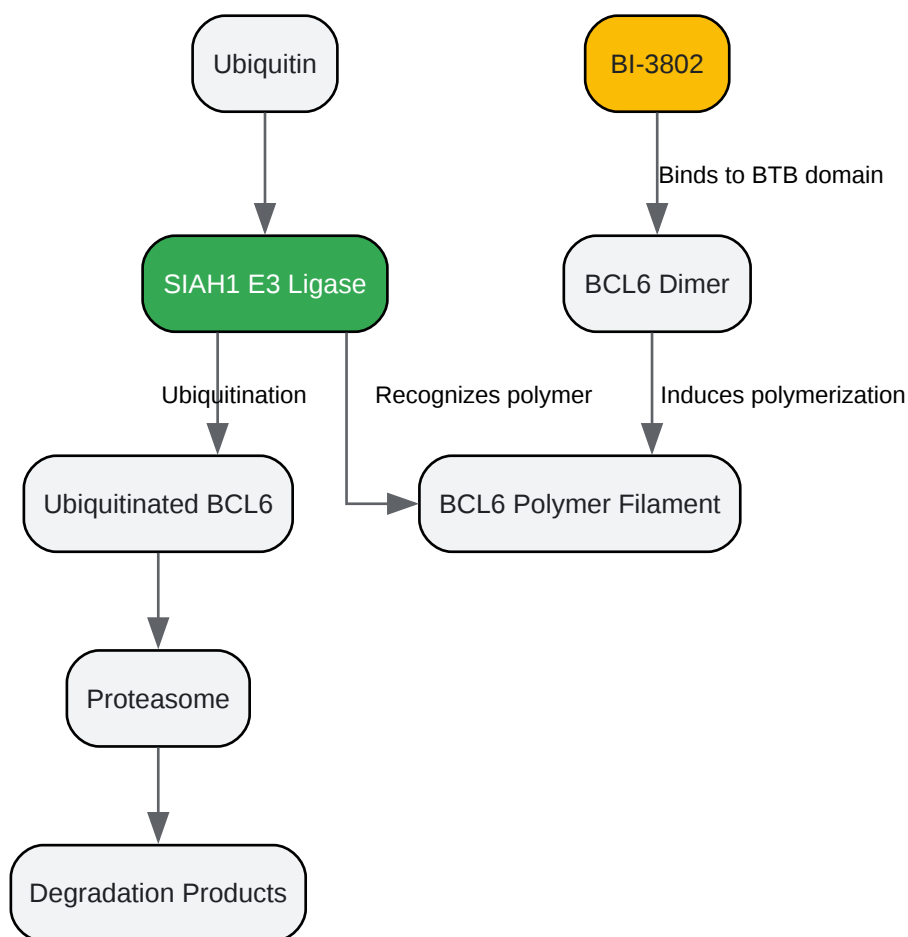 Ubiquitin
BI-3802
Binds to BTB domain
SIAH1 E3 Ligase
BCL6 Dimer
Ubiquitination
Recognizes polymer
Induces polymerization
Ubiquitinated BCL6
BCL6 Polymer Filament
Proteasome
Degradation Products